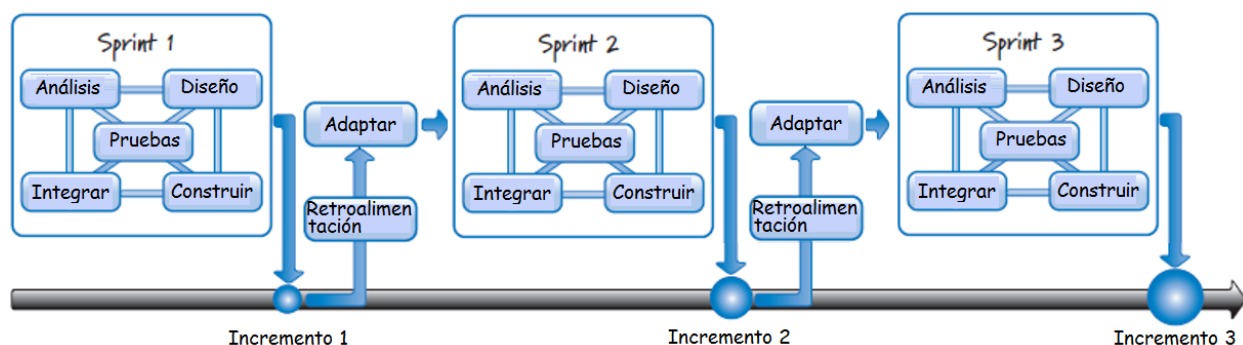 Sprint 1
Análisis
Diseño
Pruebas
Integrar
Construir
Adaptar
Retroalimen
tación
Sprint 2
Análisis
Diseño
Pruebas
Integrar
Construir
Adaptar
Retroalimen
tación
Sprint 3
Análisis
Diseño
Pruebas
Integrar
Construir
Incremento 1
Incremento 2
Incremento 3